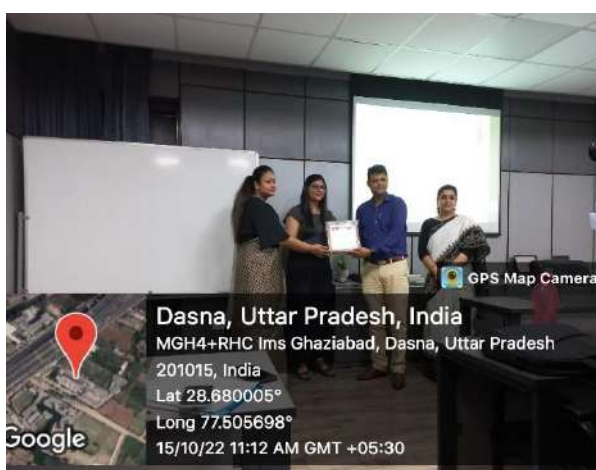 GPS Map Camera
Dasna, Uttar Pradesh, India
MGH4+RHC Ims Ghaziabad, Dasna, Uttar Pradesh
201015, India
Lat 28.680005°
Long 77.505698°
15/10/22 11:12 AM GMT +05:30
Google